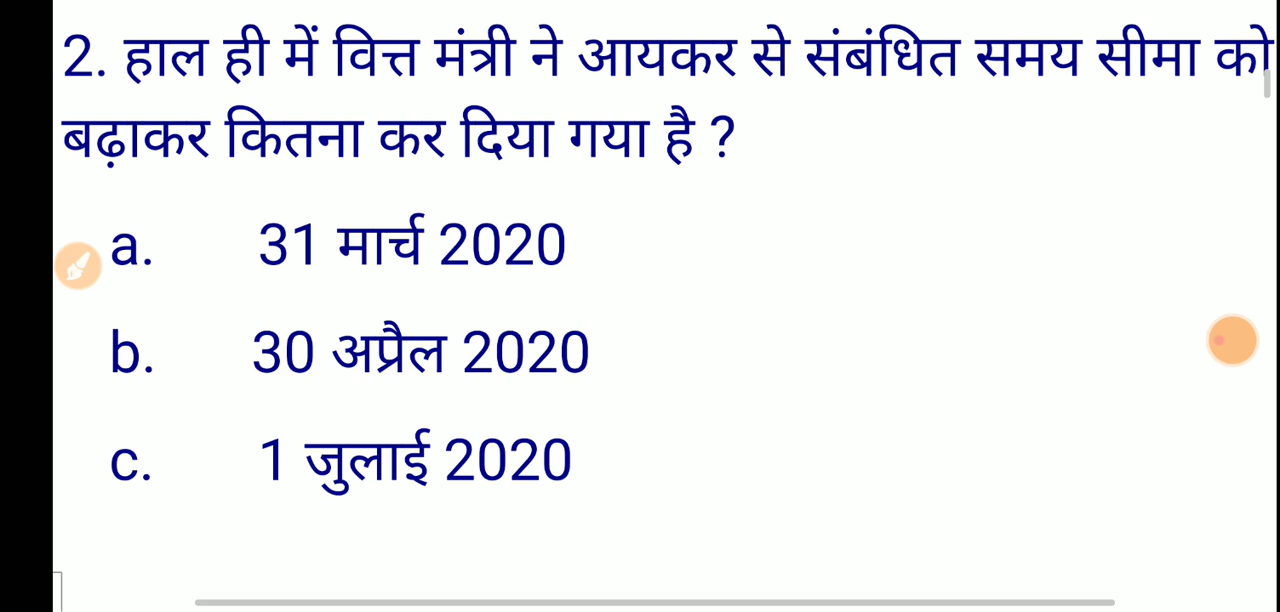 2. हाल ही में वित्त मंत्री ने आयकर से संबंधित समय सीमा को
बढ़ाकर कितना कर दिया गया है ?
a. 31 मार्च 2020
b. 30 अप्रैल 2020
c. 1 जुलाई 2020